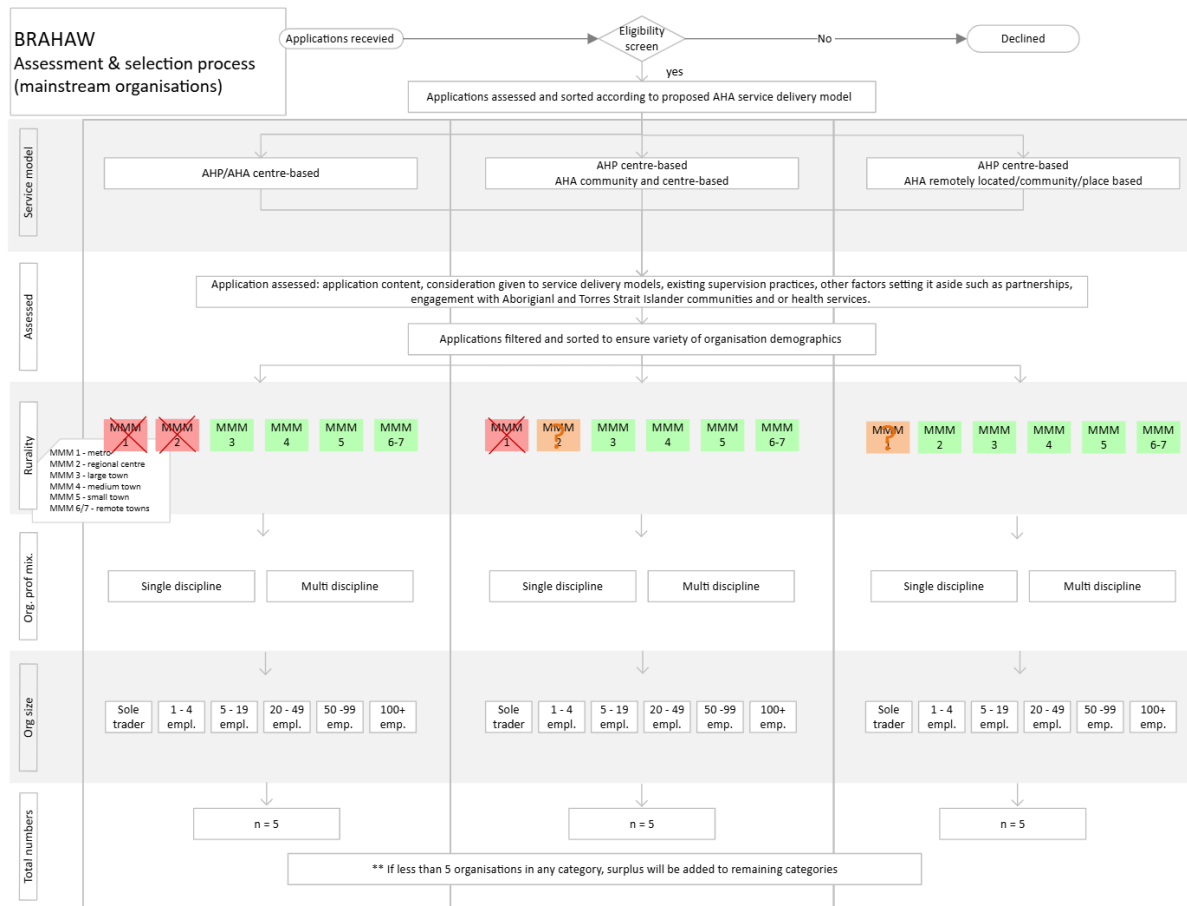 BRAHAW
Assessment & selection process
(mainstream organisations)
Applications recevied
Eligibility
screen
No
Declined
yes
Applications assessed and sorted according to proposed AHA service delivery model
Service model
AHP/AHA centre-based
AHP centre-based
AHA community and centre-based
AHP centre-based
AHA remotely located/community/place based
Assessed
Application assessed: application content, consideration given to service delivery models, existing supervision practices, other factors setting it aside such as partnerships,
engagement with Aborigianl and Torres Strait Islander communities and or health services.
Applications filtered and sorted to ensure variety of organisation demographics
Rurality
MMM
1
MMM
2
MMM
3
MMM
4
MMM
5
MMM
6-7
MMM
1
MMM
2
?
MMM
3
MMM
4
MMM
5
MMM
6-7
MMM
1
?
MMM
2
MMM
3
MMM
4
MMM
5
MMM
6-7
MMM 1 - metro
MMM 2 - regional centre
MMM 3 - large town
MMM 4 - medium town
MMM 5 - small town
MMM 6/7 - remote towns
Org. prof mix.
Single discipline
Multi discipline
Single discipline
Multi discipline
Single discipline
Multi discipline
Org size
Sole
trader
1 - 4
empl.
5 - 19
empl.
20 - 49
empl.
50 -99
emp.
100+
emp.
Sole
trader
1 - 4
empl.
5 - 19
empl.
20 - 49
empl.
50 -99
emp.
100+
emp.
Sole
trader
1 - 4
empl.
5 - 19
empl.
20 - 49
empl.
50 -99
emp.
100+
emp.
Total numbers
n = 5
n = 5
n = 5
** If less than 5 organisations in any category, surplus will be added to remaining categories